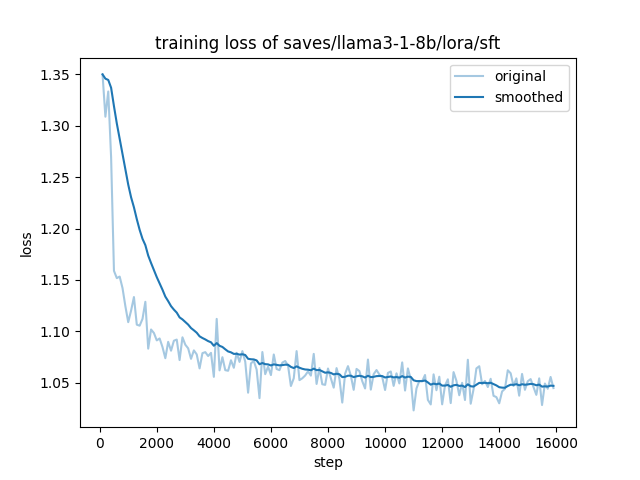 training loss of saves/llama3-1-8b/lora/sft
original
smoothed
1.35
1.30
1.25
1.20
1.15
1.10
1.05
loss
0 2000 4000 6000 8000 10000 12000 14000 16000
step